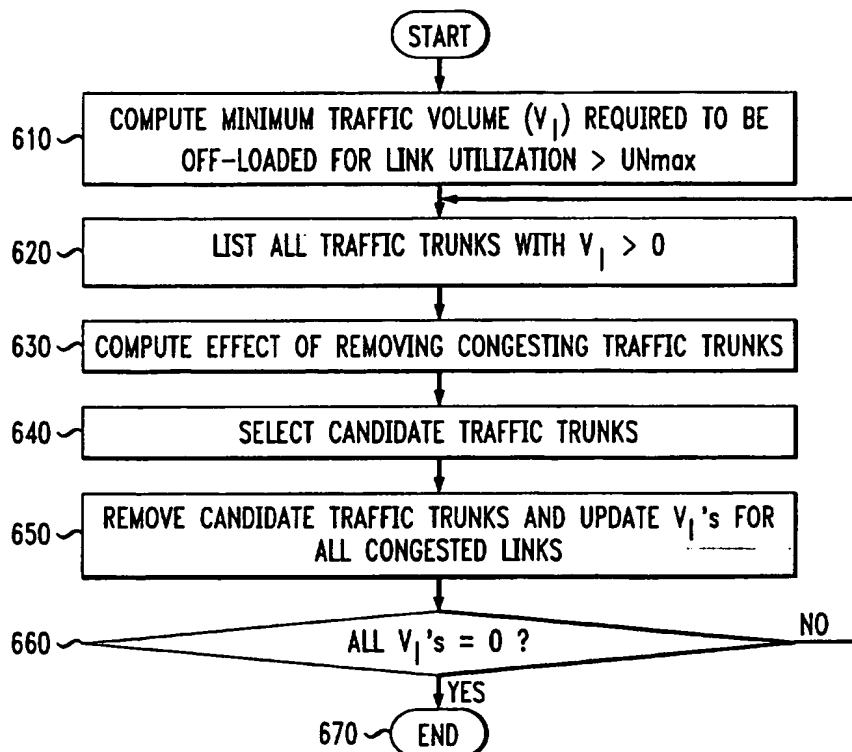 START
610
COMPUTE MINIMUM TRAFFIC VOLUME (V_l) REQUIRED TO BE
OFF-LOADED FOR LINK UTILIZATION > UNmax
620
LIST ALL TRAFFIC TRUNKS WITH V_l > 0
630
COMPUTE EFFECT OF REMOVING CONGESTING TRAFFIC TRUNKS
640
SELECT CANDIDATE TRAFFIC TRUNKS
650
REMOVE CANDIDATE TRAFFIC TRUNKS AND UPDATE V_l's FOR
ALL CONGESTED LINKS
660
ALL V_l's = 0 ?
NO
YES
670
END